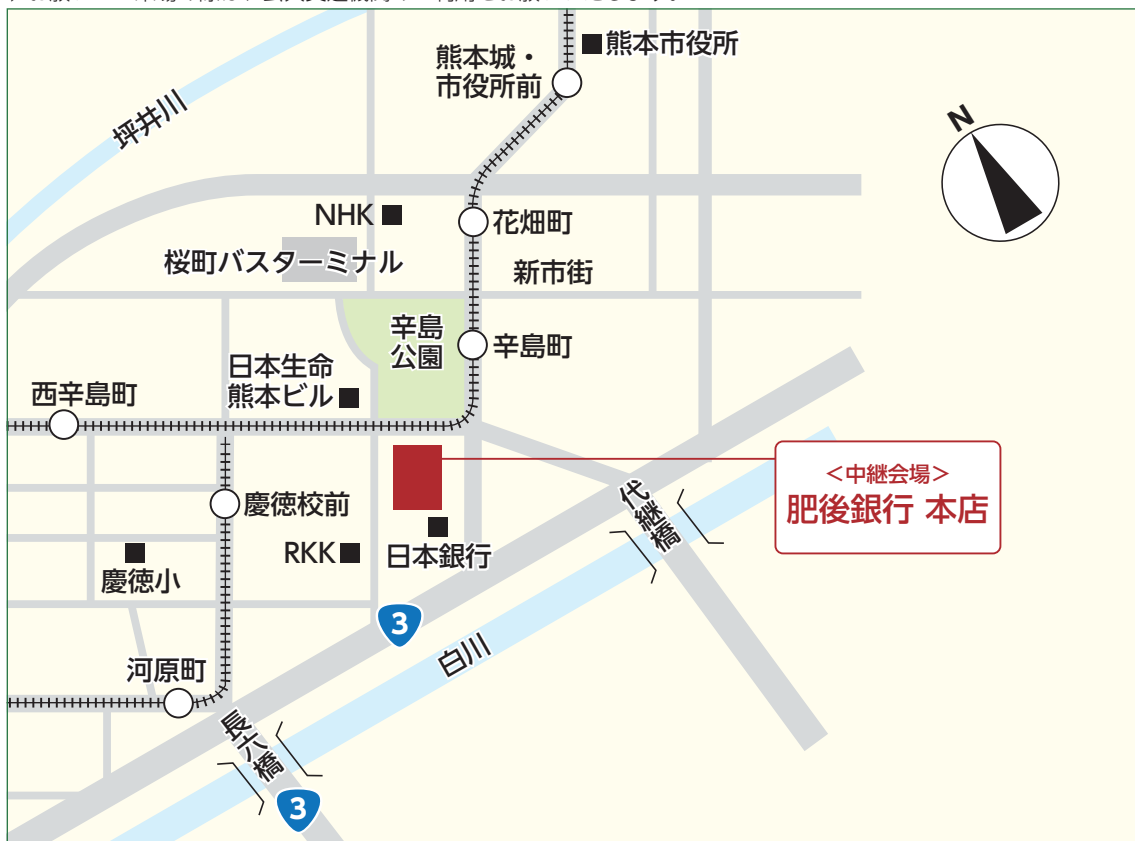 熊本市役所
熊本城・
市役所前
N
坪井川
NHK
花畑町
桜町バスターミナル
新市街
辛島
公園
辛島町
日本生命
熊本ビル
西辛島町
<中継会場>
肥後銀行 本店
代継橋
慶徳校前
RKK
日本銀行
慶徳小
3
白川
河原町
長六橋
3